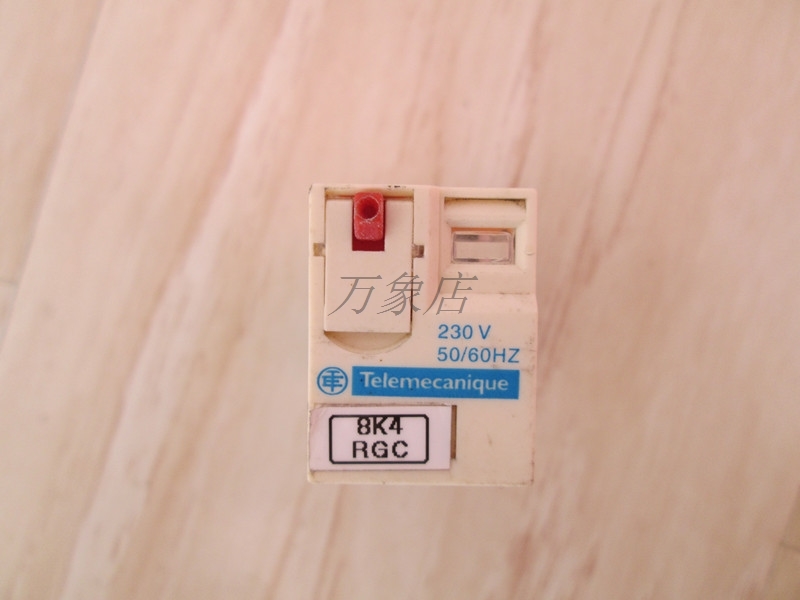 万象店
230 V
50/60HZ
Telemecanique
8K4
RGC